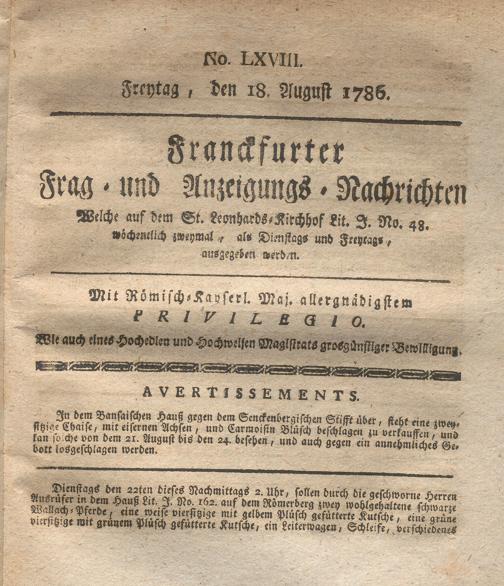 No. LXVIII.
Freytag, den 18. August 1786.
Franckfurter
Frag- und Anzeigungs-Nachrichten
Welche auf dem St. Leonhards-Kirchhof Lit. J. No. 48.
wöchentlich zweymal, als Dienstags und Freytags,
ausgegeben werden.
Mit Römisch-Kayserl. Maj. allergnädigstem
PRIVILEGIO.
Wie auch eines Hochedlen und Hochweisen Magistrats grosgünstiger Bewilligung.
AVERTISSEMENTS.
In dem Bansaischen Hauß gegen dem Senckenbergischen Stifft über, steht eine zwey-
sitzige Chaise, mit eisernen Achsen, und Carmoisin Plüsch beschlagen zu verkauffen, und
kan solche von dem 21. August bis den 24. besehen, und auch gegen ein annehmliches Ge-
bott losgeschlagen werden.
Dienstags den 22ten dieses Nachmittags 2. Uhr, sollen durch die geschworne Herren
Ausrüfer in dem Hauß Lit. J. No. 162. auf dem Römerberg zwey wohlgehaltene schwarze
Wallach-Pferde, eine weise viersitzige mit gelbem Plüsch gefütterte Kutsche, eine grüne
viersitzige mit grünem Plüsch gefütterte Kutsche, ein Leiterwagen, Schleife, verschiedenes